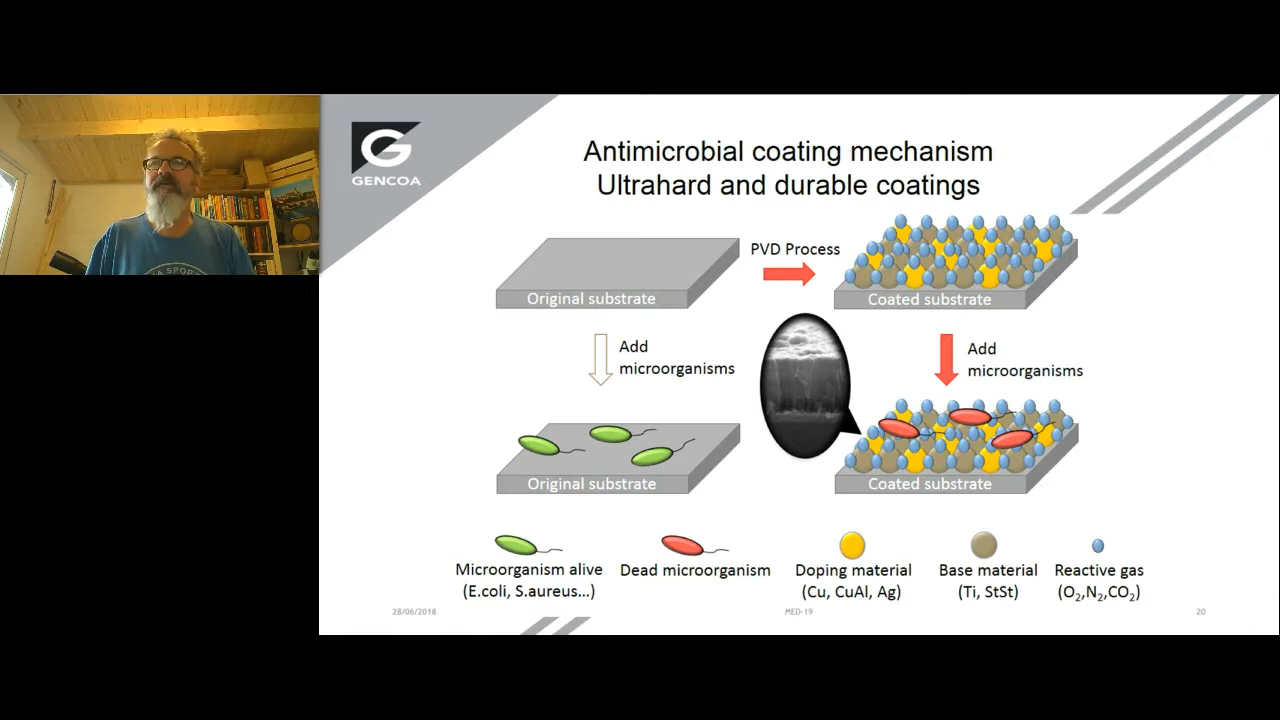 G
GENCOA
Antimicrobial coating mechanism
Ultrahard and durable coatings
PVD Process
Original substrate
Coated substrate
Add
microorganisms
Add
microorganisms
Original substrate
Coated substrate
Microorganism alive
(E.coli, S.aureus...)
Dead microorganism
Doping material
(Cu, CuAl, Ag)
Base material
(Ti, StSt)
Reactive gas
(O₂,N₂,CO₂)
28/06/2018
MED-19
20